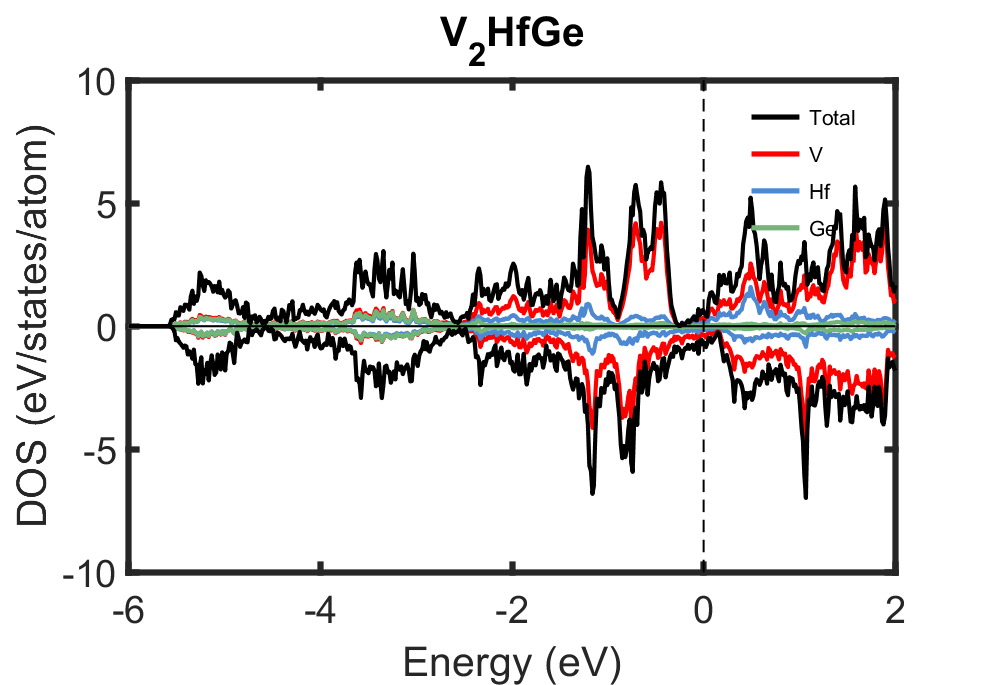 V2HfGe
10
5
0
-5
-10
DOS (eV/states/atom)
Total
V
Hf
Ge
-6
-4
-2
0
2
Energy (eV)